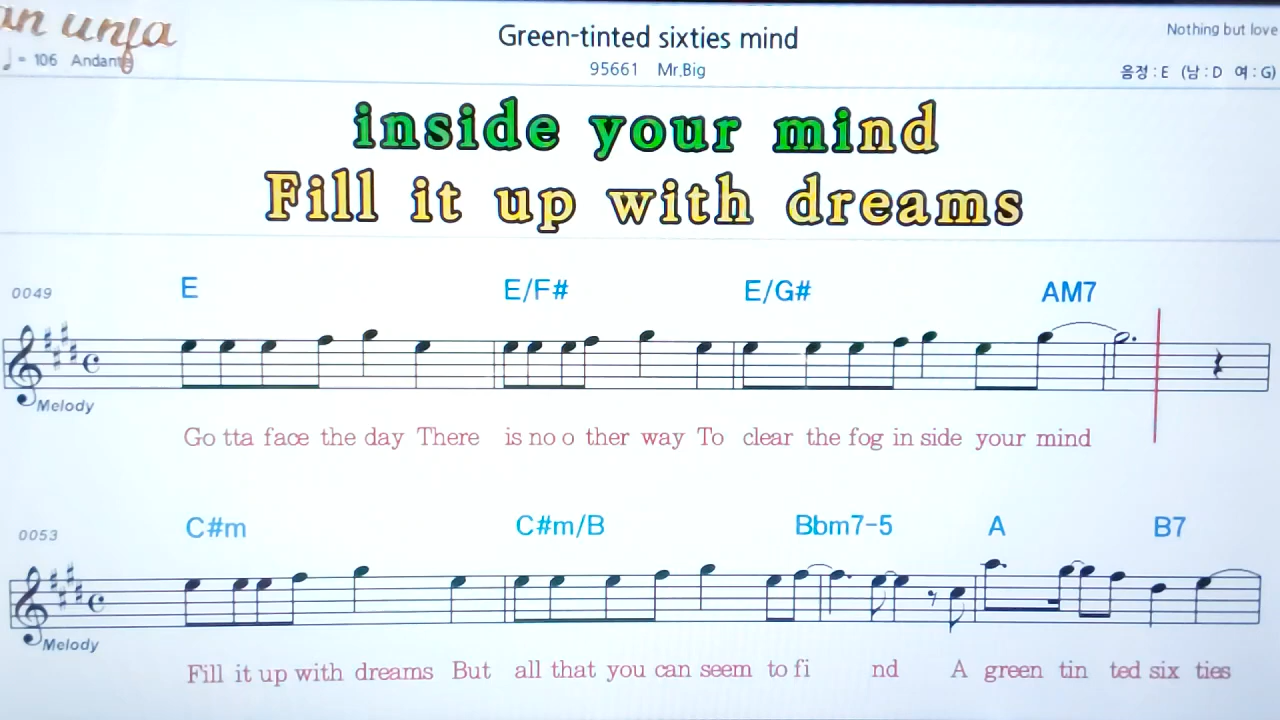 an unfa
Green-tinted sixties mind
Nothing but love
♩= 106 Andante
95661 Mr.Big
음정 : E (남 : D 여 : G)
inside your mind
Fill it up with dreams
0049
E E/F# E/G# AM7
Melody
Go tta face the day There is no o ther way To clear the fog in side your mind
0053
C#m C#m/B Bbm7-5 A B7
Melody
Fill it up with dreams But all that you can seem to fi nd A green tin ted six ties